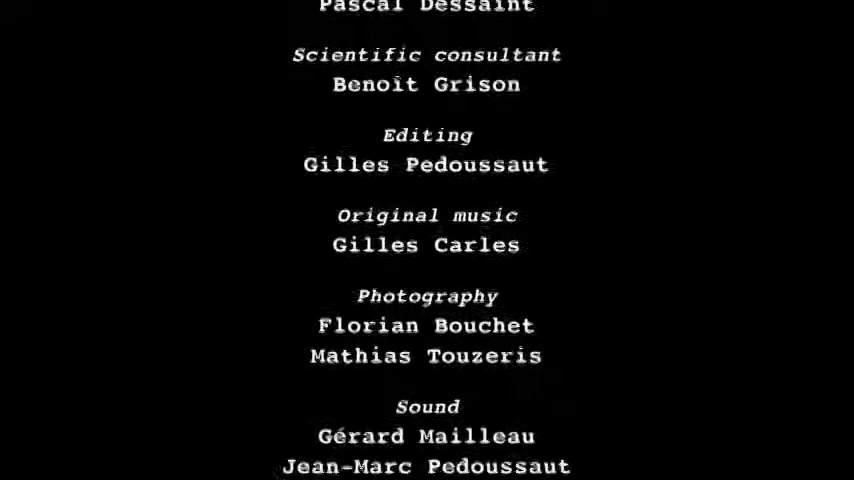 Pascal Dessaint
Scientific consultant
Benoît Grison
Editing
Gilles Pedoussaut
Original music
Gilles Carles
Photography
Florian Bouchet
Mathias Touzeris
Sound
Gérard Mailleau
Jean-Marc Pedoussaut